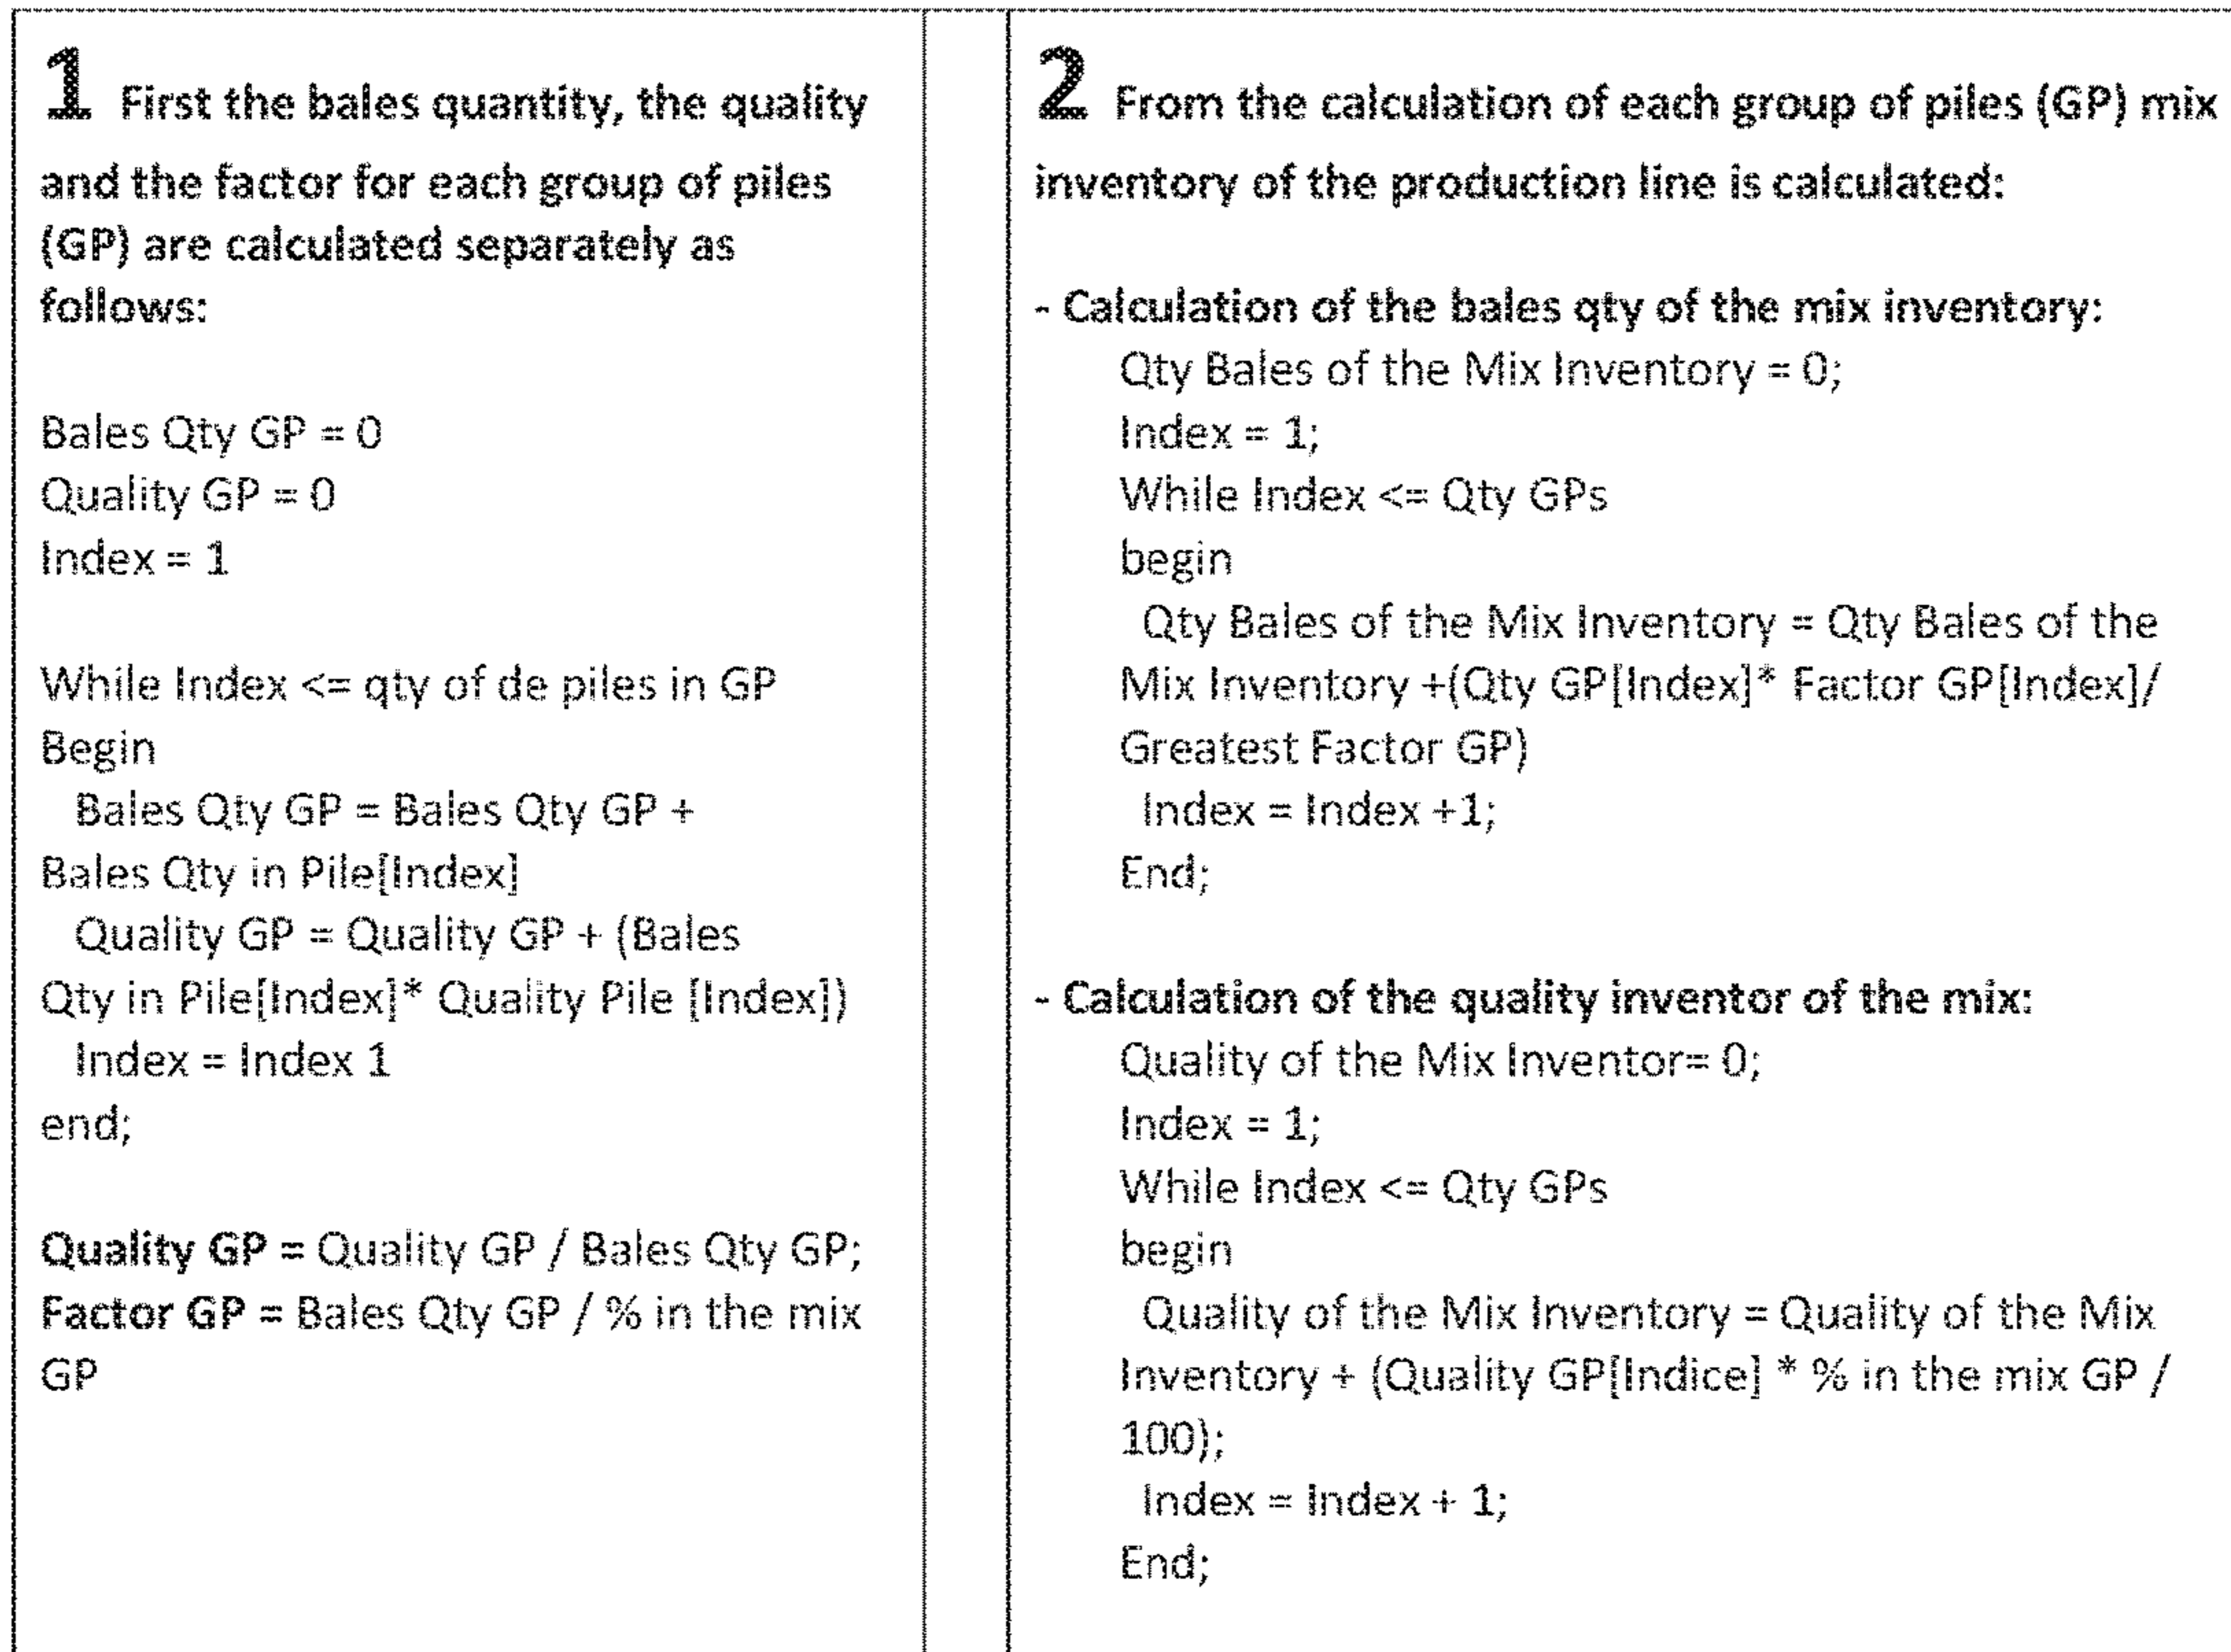 1 First the bales quantity, the quality
and the factor for each group of piles
(GP) are calculated separately as
follows:
Bales Qty GP = 0
Quality GP = 0
Index = 1
While Index <= qty of de piles in GP
Begin
Bales Qty GP = Bales Qty GP +
Bales Qty in Pile[Index]
Quality GP = Quality GP + (Bales
Qty in Pile[Index]* Quality Pile [Index])
Index = Index 1
end;
Quality GP = Quality GP / Bales Qty GP;
Factor GP = Bales Qty GP / % in the mix
GP
2 From the calculation of each group of piles (GP) mix
inventory of the production line is calculated:
- Calculation of the bales qty of the mix inventory:
Qty Bales of the Mix Inventory = 0;
Index = 1;
While Index <= Qty GPs
begin
Qty Bales of the Mix Inventory = Qty Bales of the
Mix Inventory +(Qty GP[Index]* Factor GP[Index]/
Greatest Factor GP)
Index = Index +1;
End;
- Calculation of the quality inventor of the mix:
Quality of the Mix Inventor= 0;
Index = 1;
While Index <= Qty GPs
begin
Quality of the Mix Inventory = Quality of the Mix
Inventory + (Quality GP[Indice] * % in the mix GP /
100);
Index = Index + 1;
End;